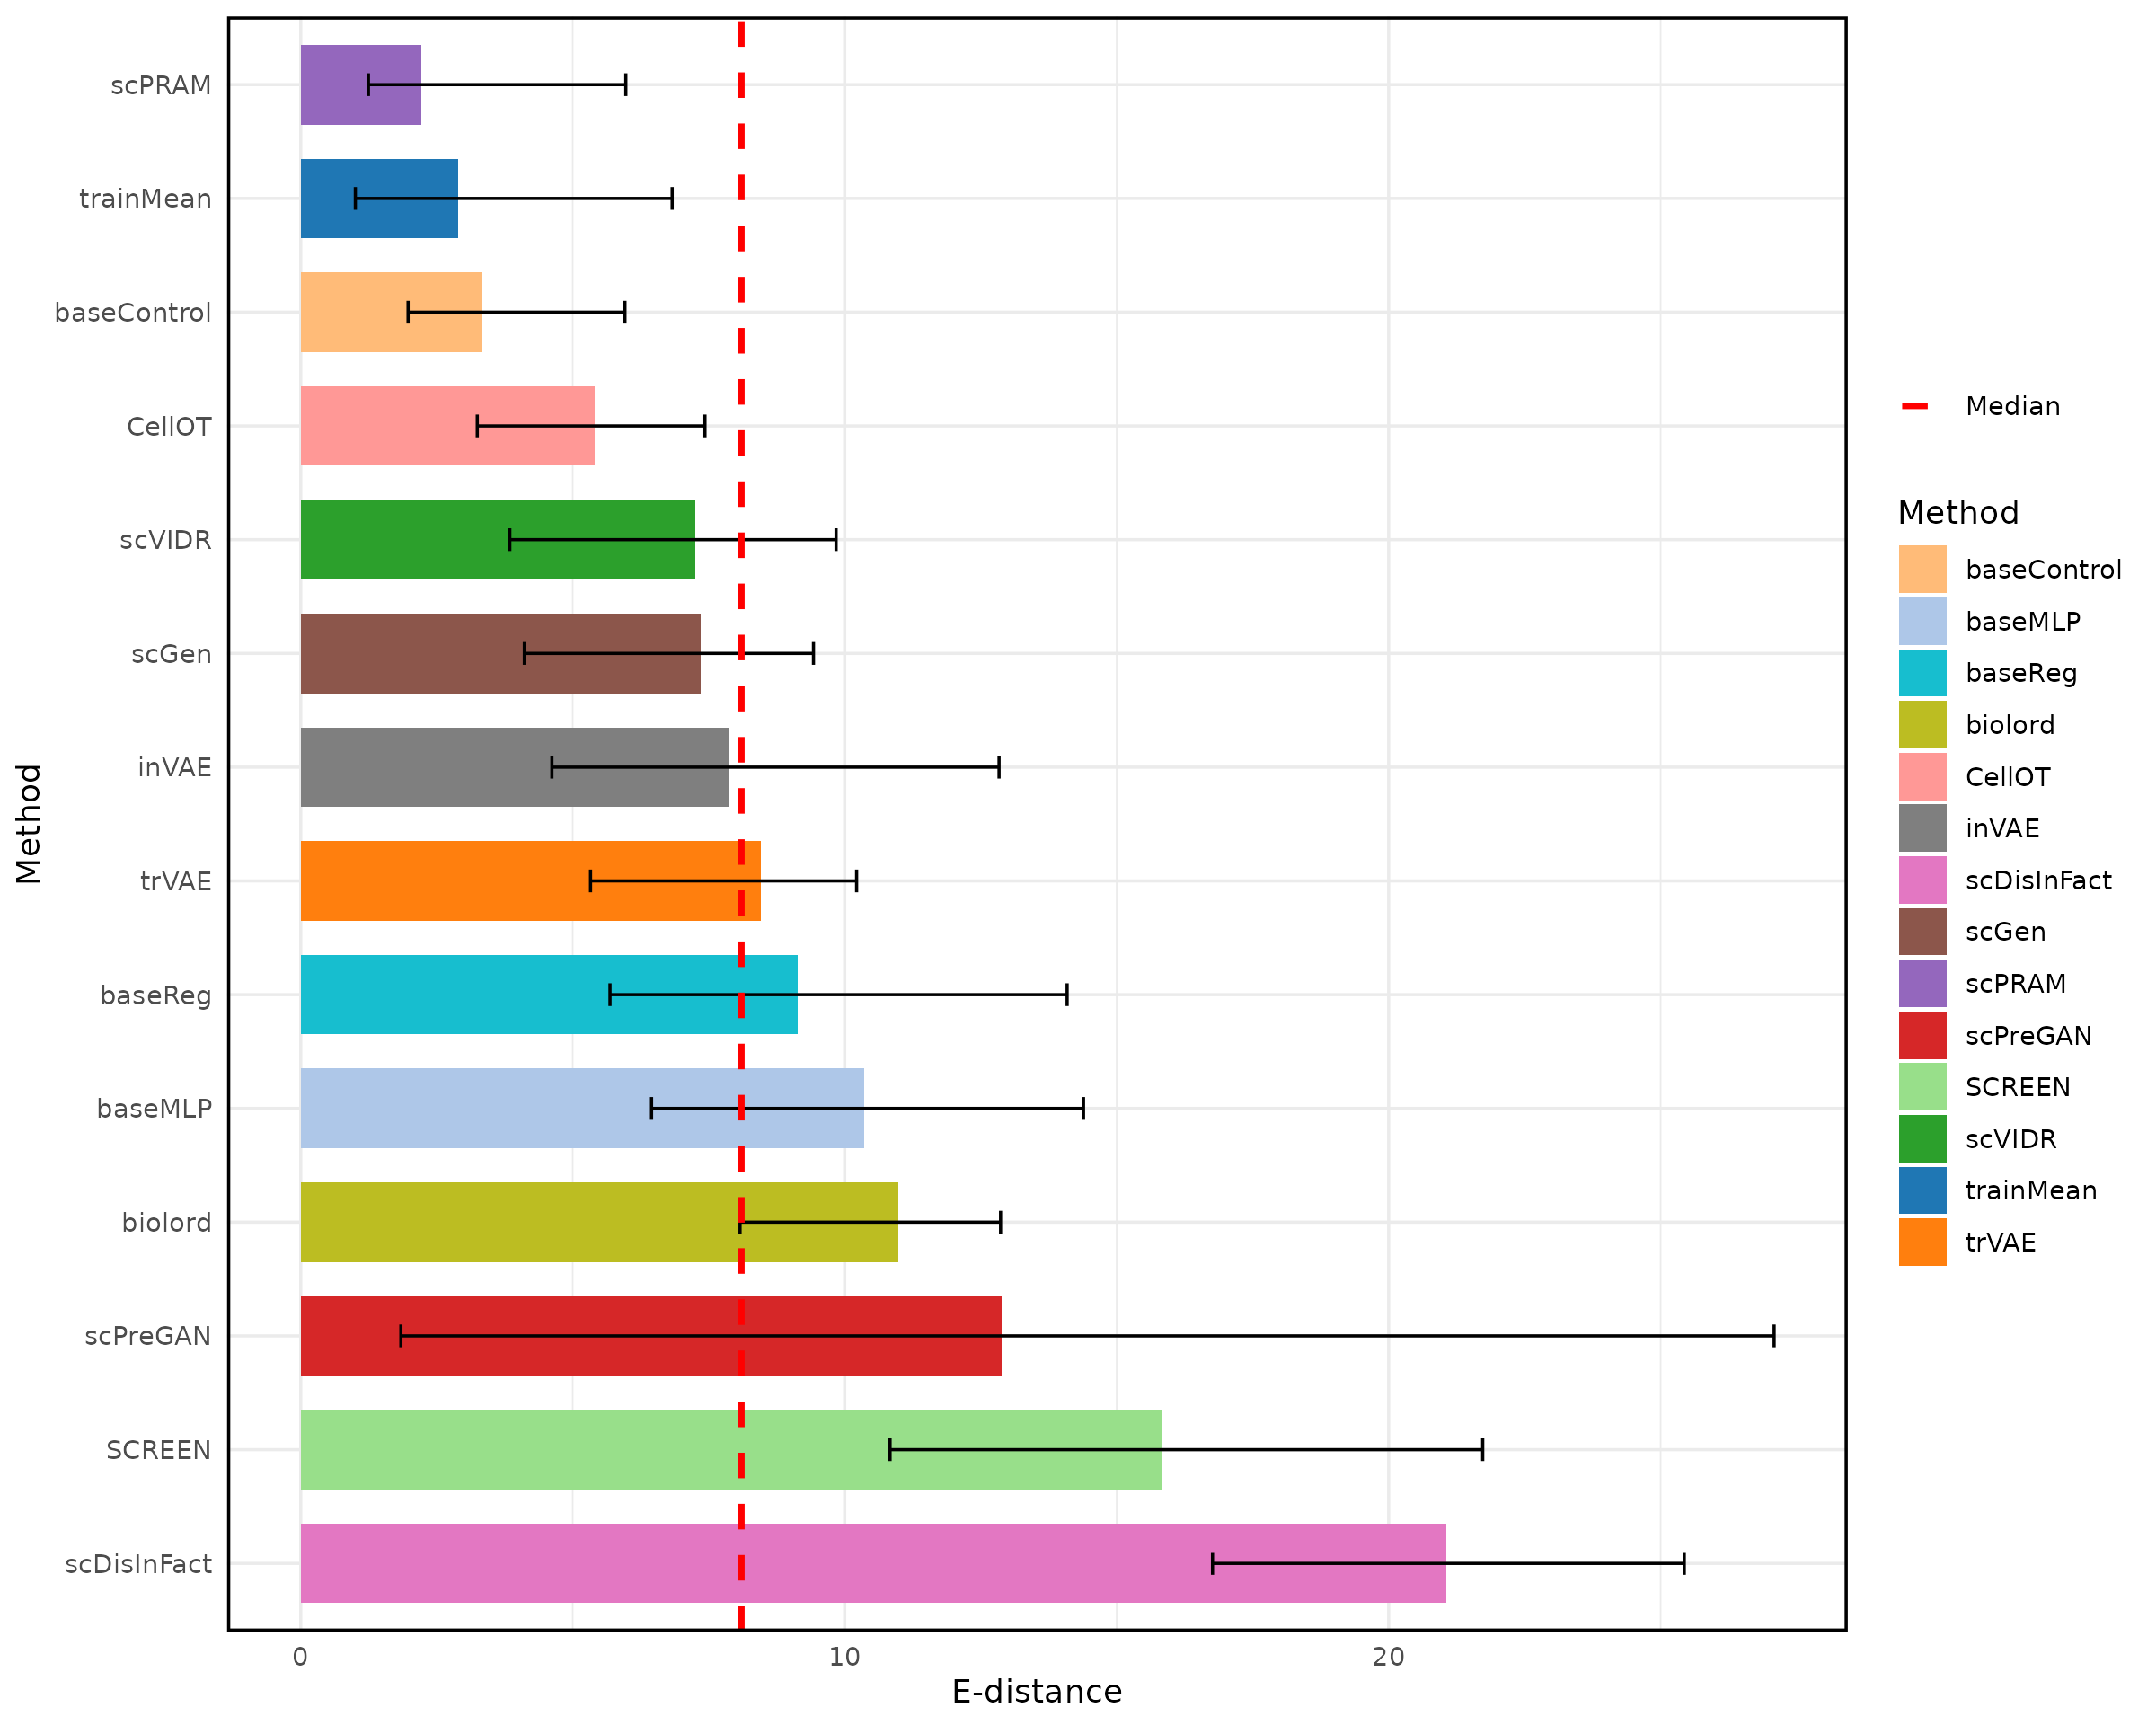 scPRAM
trainMean
baseControl
CellOT
scVIDR
scGen
inVAE
trVAE
baseReg
baseMLP
biolord
scPreGAN
SCREEN
scDisInFact
Method
0 10 20
E-distance
Median
Method
baseControl
baseMLP
baseReg
biolord
CellOT
inVAE
scDisInFact
scGen
scPRAM
scPreGAN
SCREEN
scVIDR
trainMean
trVAE